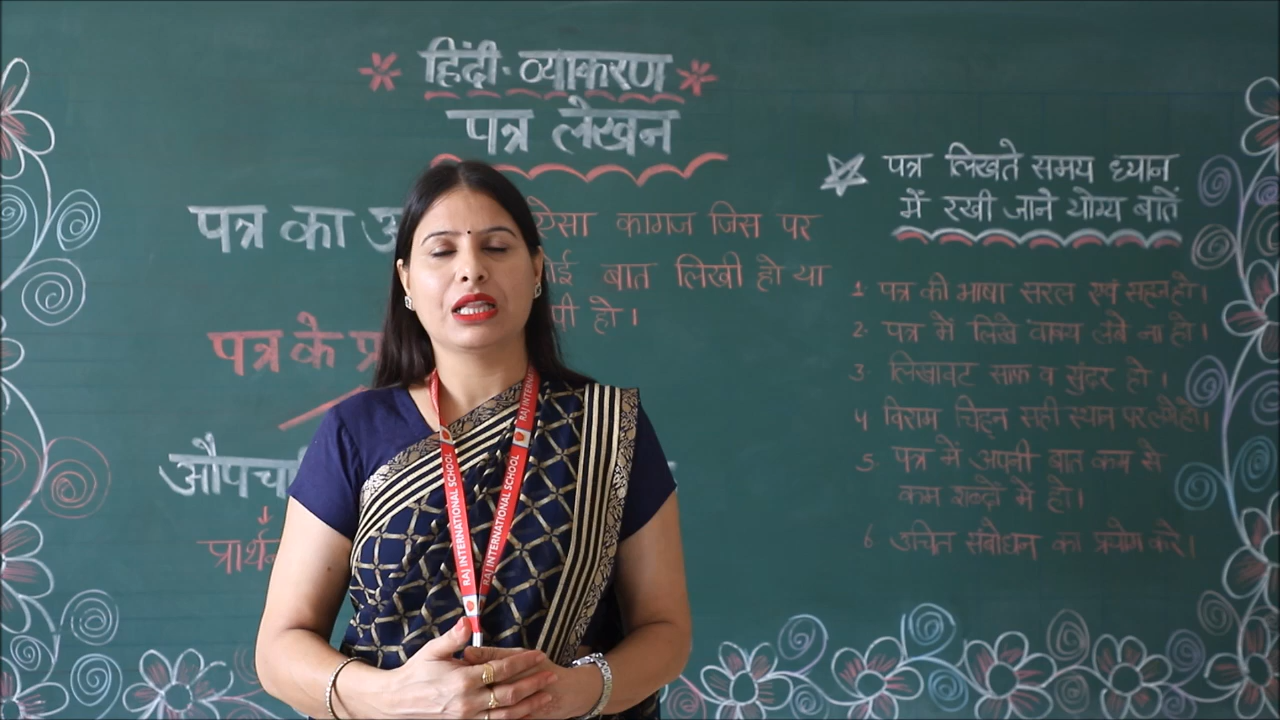 हिंदी व्याकरण
पत्र लेखन
पत्र का अ
ऐसा कागज जिस पर
बात लिखी हो या
हो।
पत्र के प्र
औपचा
प्रार्थ
पत्र लिखते समय ध्यान
में रखी जाने योग्य बातें
1. पत्र की भाषा सरल एवं सहज हो।
2. पत्र में लिखे वाक्य लंबे ना हो।
3. लिखावट साफ व सुंदर हो।
4 विराम चिह्न सही स्थान पर लगे हो।
5. पत्र में अपनी बात कम से
कम शब्दों में हो।
6. उचित संबोधन का प्रयोग करे।
RAJ INTERNATIONAL SCHOOL
RAJ INTERNATIONAL SCHOOL
RAJ INTERN